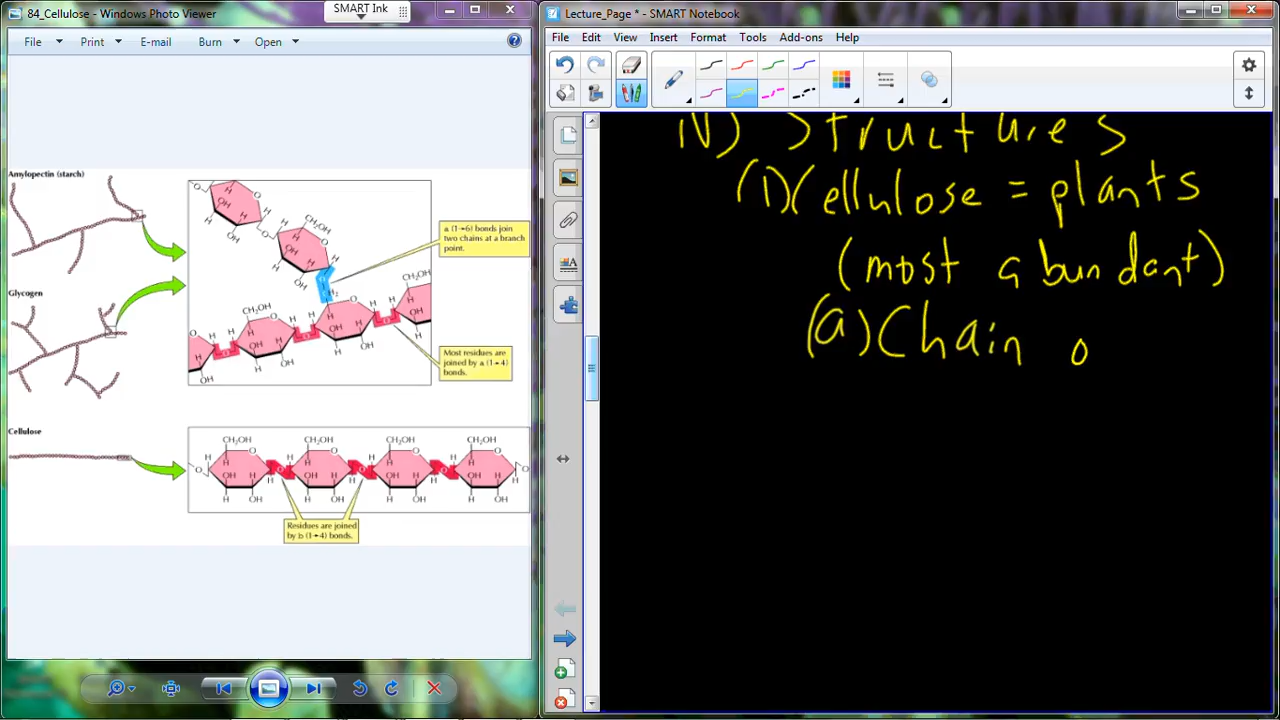 84_Cellulose - Windows Photo Viewer
SMART Ink
File Print E-mail Burn Open
Amylopectin (starch)
Glycogen
a (1→6) bonds join
two chains at a branch
point.
Most residues are
joined by a (1→4)
bonds.
Cellulose
Residues are joined
by b (1→4) bonds.
Lecture_Page * - SMART Notebook
File Edit View Insert Format Tools Add-ons Help
Structures
(1) Cellulose = plants
(most abundant)
(a) Chain o